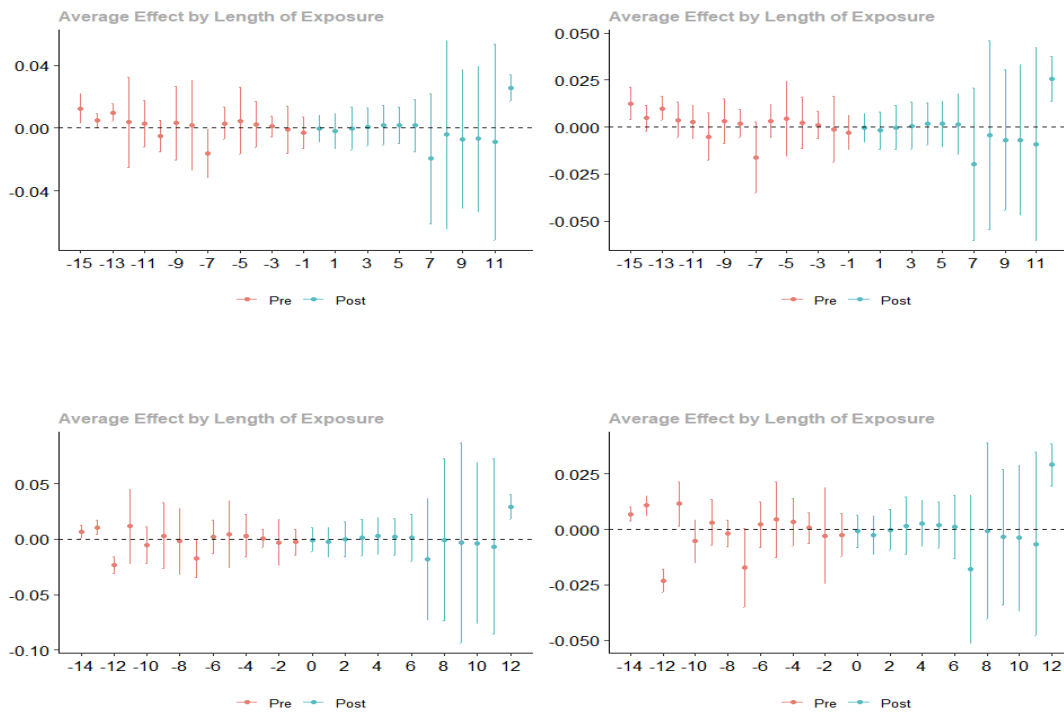 Average Effect by Length of Exposure
0.04
0.00
-0.04
-15 -13 -11 -9 -7 -5 -3 -1 1 3 5 7 9 11
Pre Post
Average Effect by Length of Exposure
0.050
0.025
0.000
-0.025
-0.050
-15 -13 -11 -9 -7 -5 -3 -1 1 3 5 7 9 11
Pre Post
Average Effect by Length of Exposure
0.05
0.00
-0.05
-0.10
-14 -12 -10 -8 -6 -4 -2 0 2 4 6 8 10 12
Pre Post
Average Effect by Length of Exposure
0.025
0.000
-0.025
-0.050
-14 -12 -10 -8 -6 -4 -2 0 2 4 6 8 10 12
Pre Post